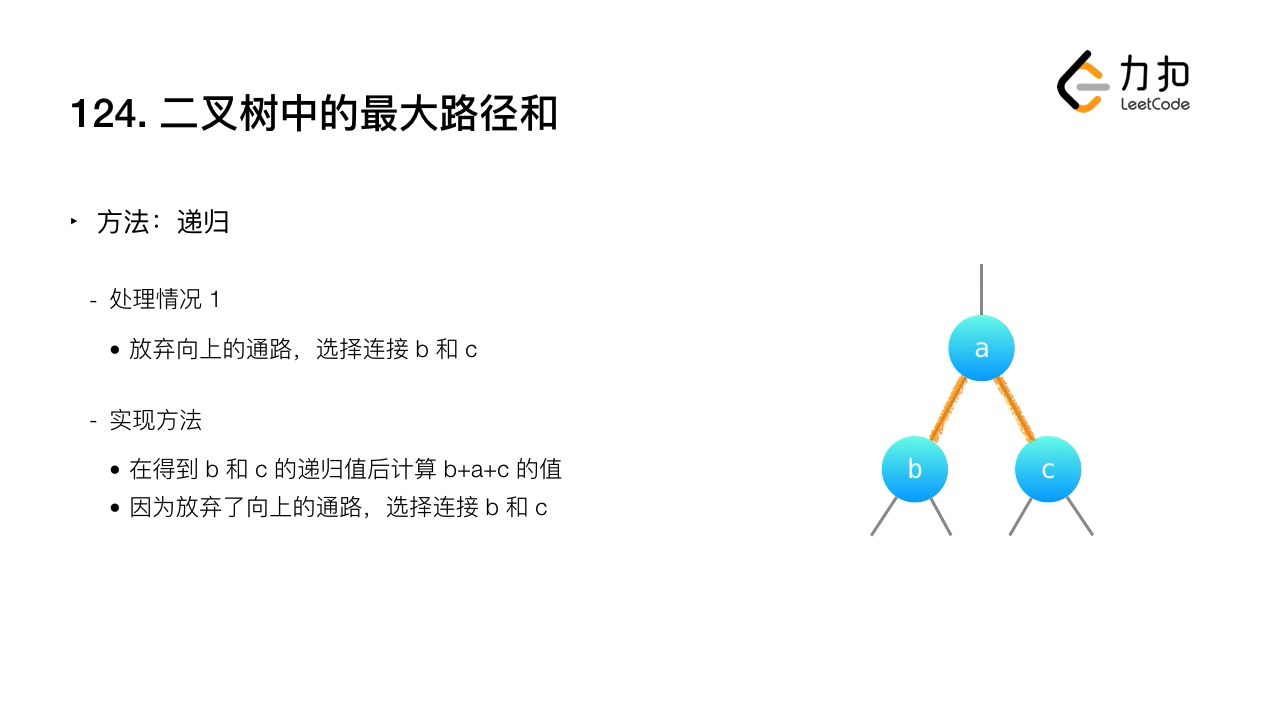 力扣
LeetCode
124. 二叉树中的最大路径和
‣ 方法：递归
- 处理情况 1
• 放弃向上的通路，选择连接 b 和 c
- 实现方法
• 在得到 b 和 c 的递归值后计算 b+a+c 的值
• 因为放弃了向上的通路，选择连接 b 和 c
a
b
c